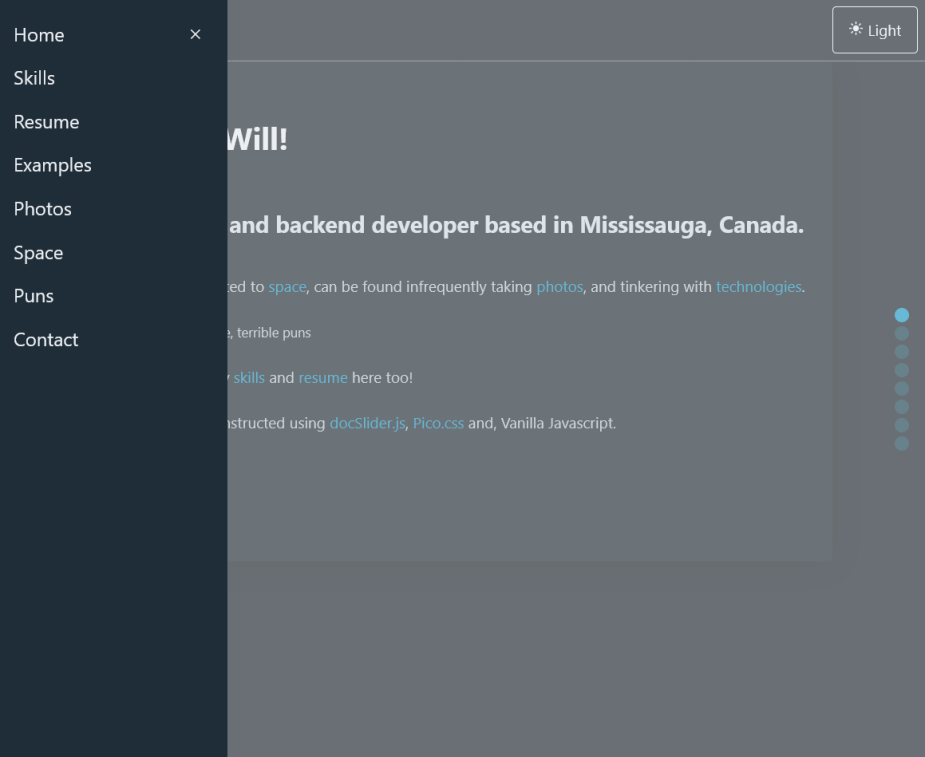 Home
Skills
Resume
Examples
Photos
Space
Puns
Contact
Light
Will!
and backend developer based in Mississauga, Canada.
to space, can be found infrequently taking photos, and tinkering with technologies.
terrible puns
skills and resume here too!
using docSlider.js, Pico.css and, Vanilla Javascript.